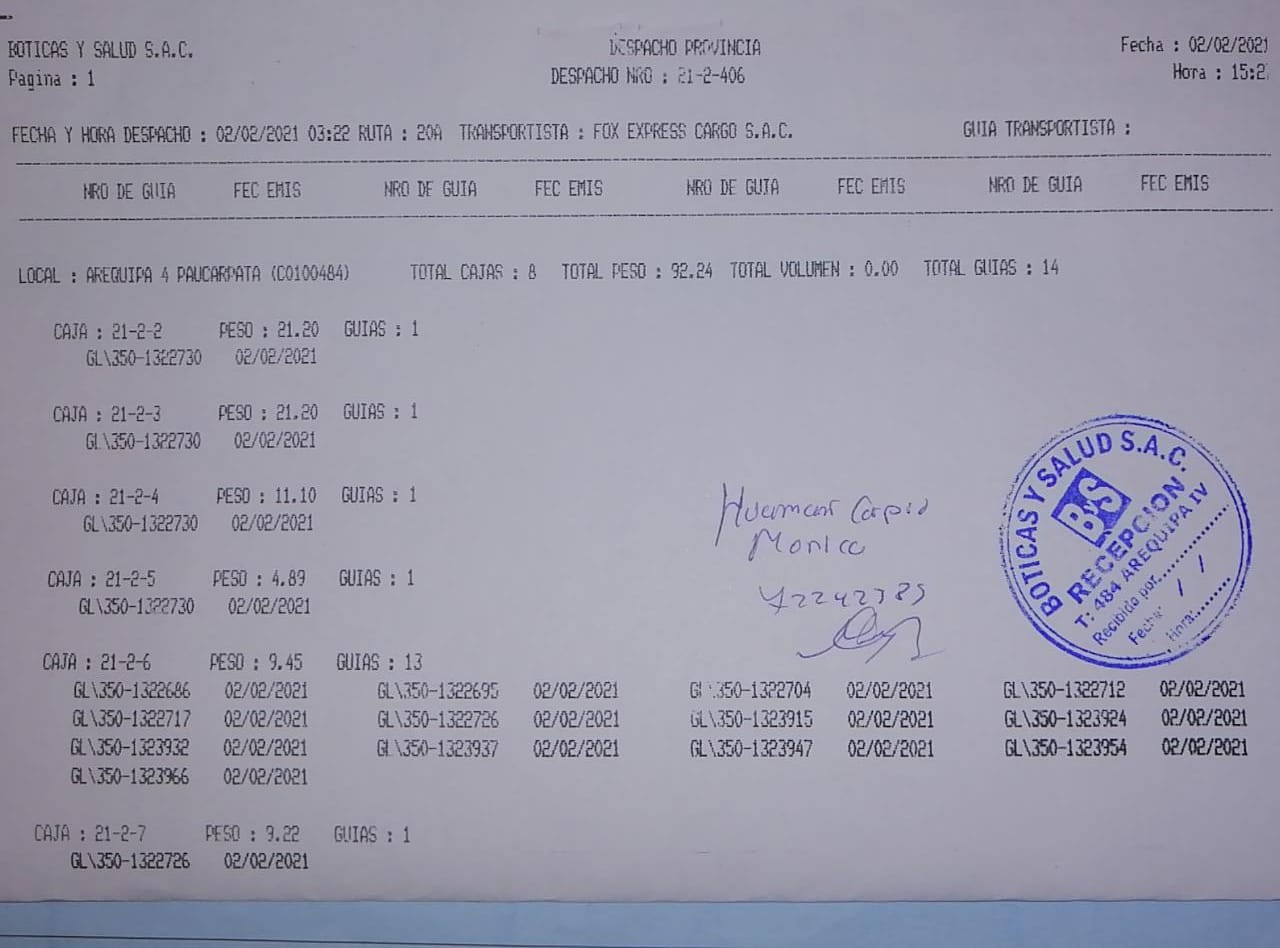 BOTICAS Y SALUD S.A.C. DESPACHO PROVINCIA Fecha : 02/02/2021
Pagina : 1 DESPACHO NRO : 21-2-406 Hora : 15:2
FECHA Y HORA DESPACHO : 02/02/2021 03:22 RUTA : 20A TRANSPORTISTA : FOX EXPRESS CARGO S.A.C. GUIA TRANSPORTISTA :
NRO DE GUIA FEC EMIS NRO DE GUIA FEC EMIS NRO DE GUIA FEC EMIS NRO DE GUIA FEC EMIS
LOCAL : AREQUIPA 4 PAUCARPATA (C0100484) TOTAL CAJAS : 8 TOTAL PESO : 92.24 TOTAL VOLUMEN : 0.00 TOTAL GUIAS : 14
CAJA : 21-2-2 PESO : 21.20 GUIAS : 1
GL\350-1322730 02/02/2021
CAJA : 21-2-3 PESO : 21.20 GUIAS : 1
GL\350-1322730 02/02/2021
CAJA : 21-2-4 PESO : 11.10 GUIAS : 1
GL\350-1322730 02/02/2021
CAJA : 21-2-5 PESO : 4.89 GUIAS : 1
GL\350-1322730 02/02/2021
CAJA : 21-2-6 PESO : 9.45 GUIAS : 13
GL\350-1322686 02/02/2021 GL\350-1322695 02/02/2021 GL\350-1322704 02/02/2021 GL\350-1322712 02/02/2021
GL\350-1322717 02/02/2021 GL\350-1322726 02/02/2021 GL\350-1323915 02/02/2021 GL\350-1323924 02/02/2021
GL\350-1323932 02/02/2021 GL\350-1323937 02/02/2021 GL\350-1323947 02/02/2021 GL\350-1323954 02/02/2021
GL\350-1323966 02/02/2021
CAJA : 21-2-7 PESO : 9.22 GUIAS : 1
GL\350-1322726 02/02/2021
Huamani Carpio
Monica
42242789
BOTICAS Y SALUD S.A.C.
B&S
RECEPCION
T: 484 AREQUIPA IV
Recibido por:
Fecha: / /
Hora: